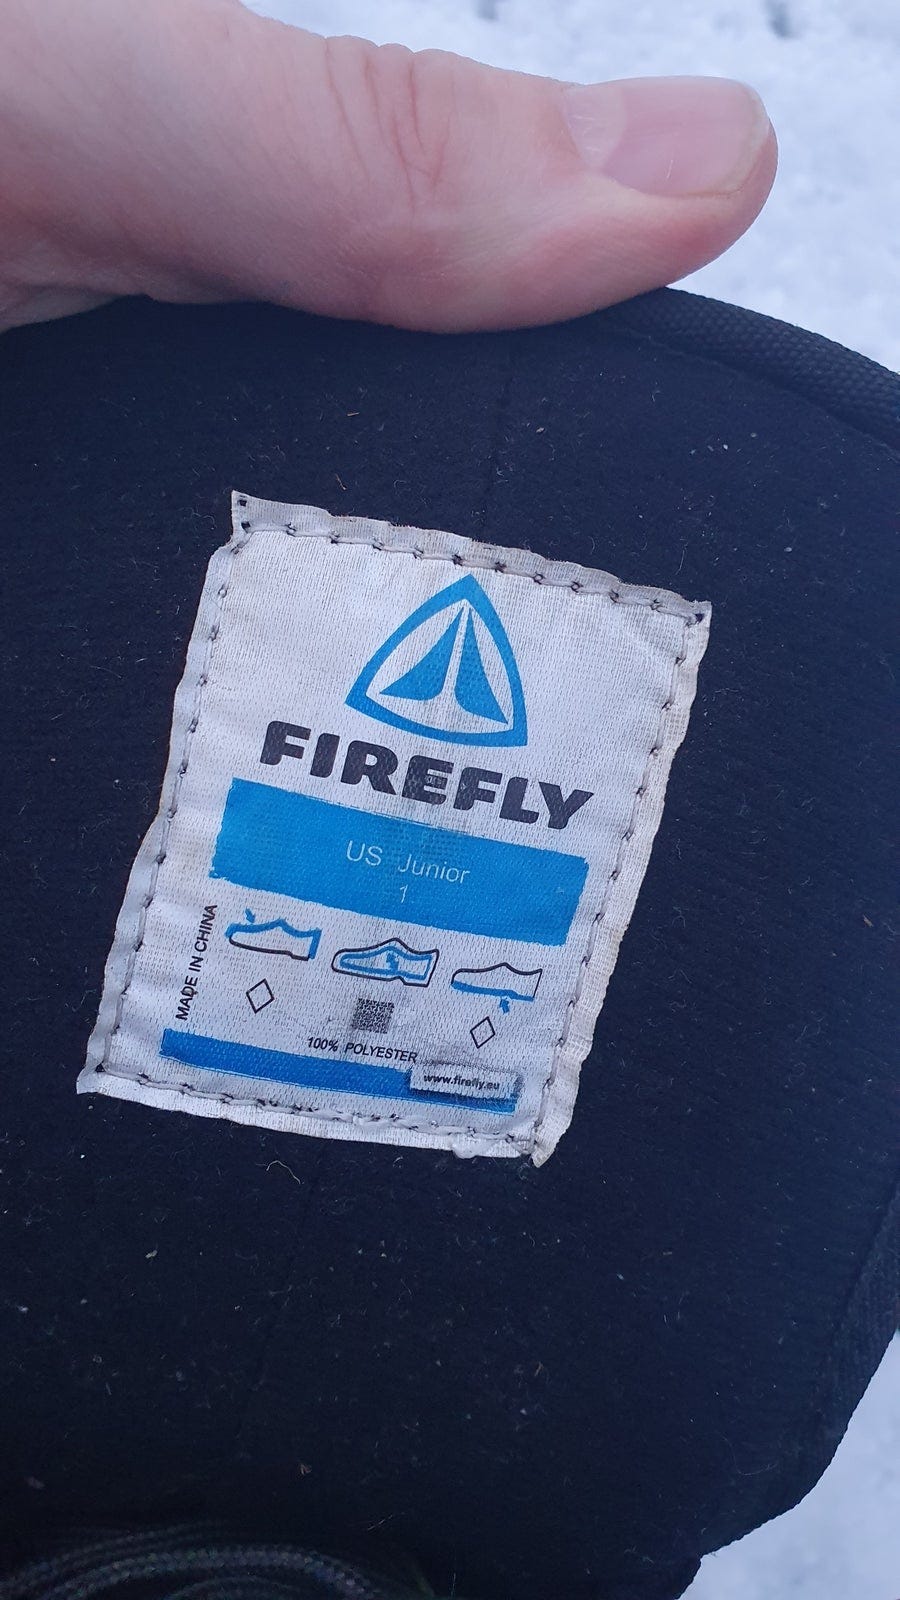 FIREFLY
US Junior
1
MADE IN CHINA
100% POLYESTER
www.firefly.eu